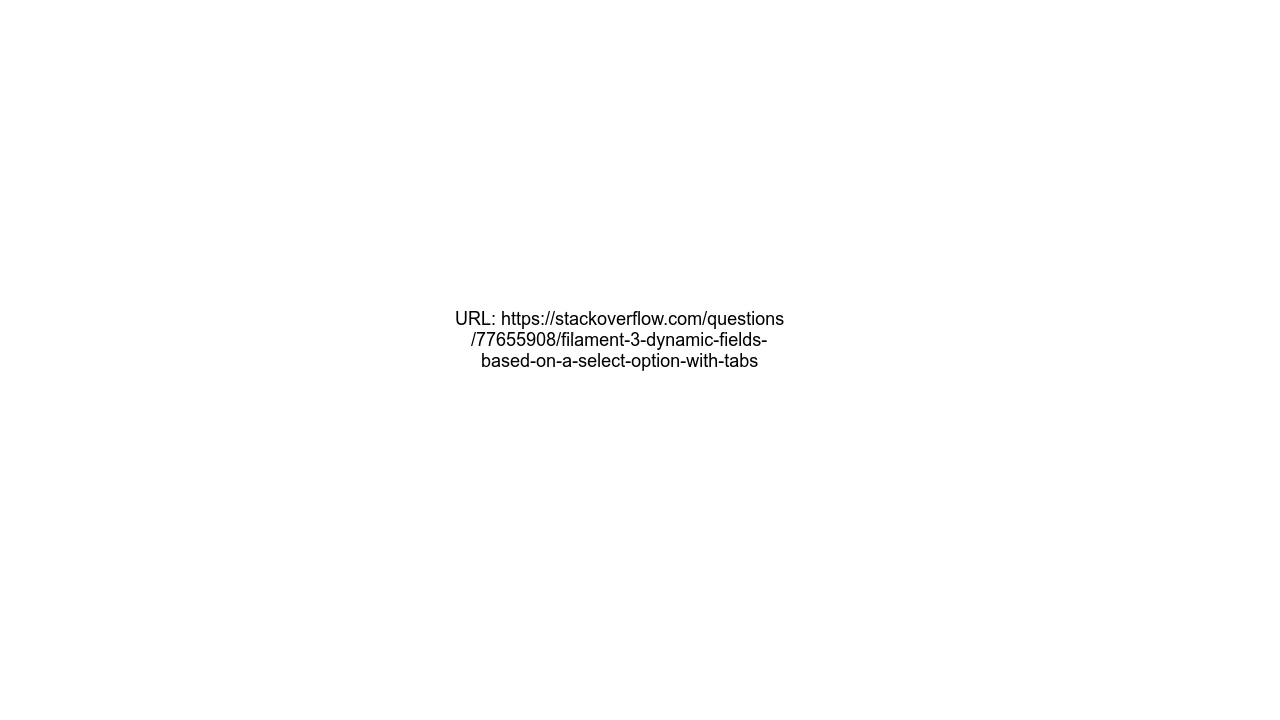 URL: https://stackoverflow.com/questions
/77655908/filament-3-dynamic-fields-
based-on-a-select-option-with-tabs